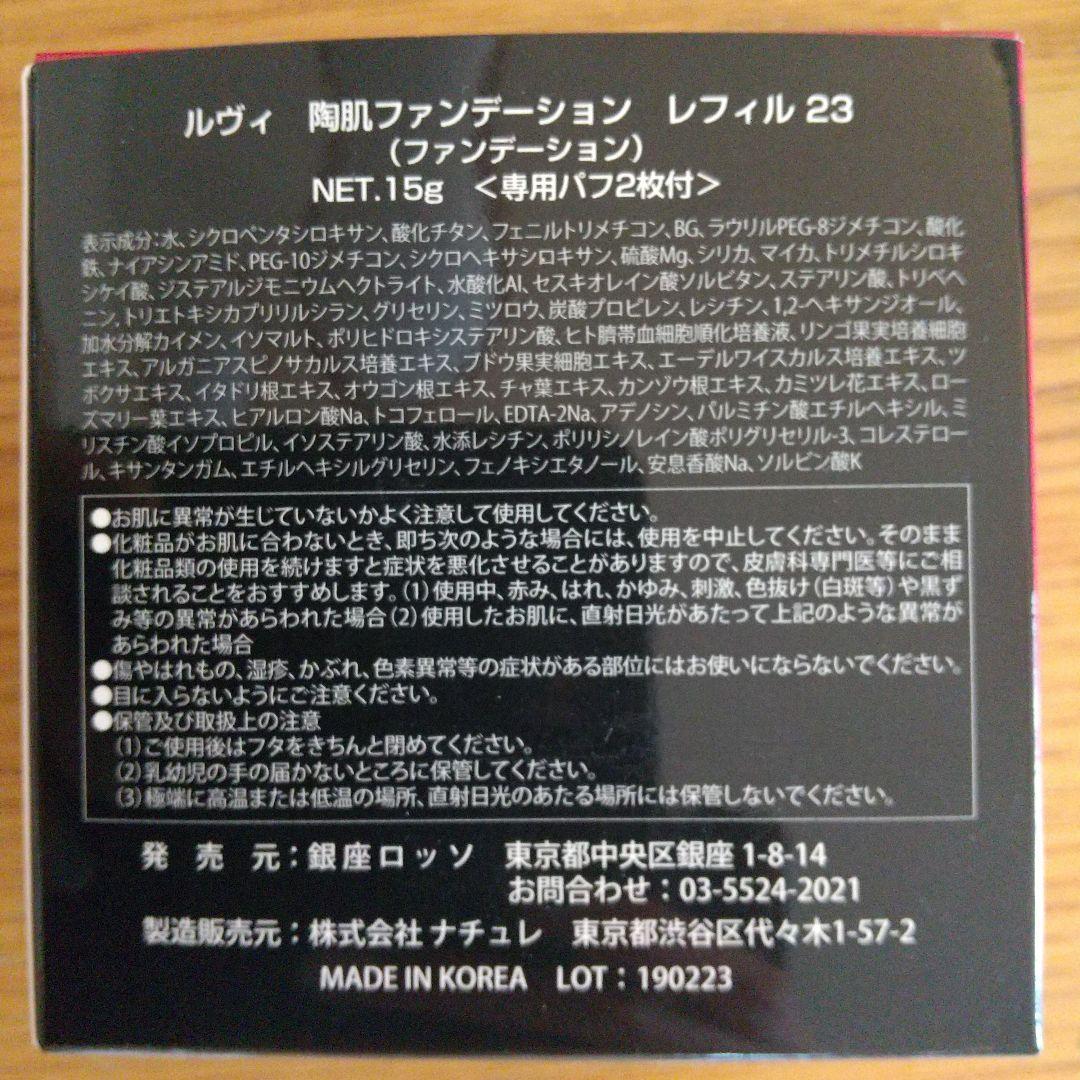 ルヴィ　陶肌ファンデーション　レフィル 23
（ファンデーション）
NET.15g　＜専用パフ2枚付＞
表示成分:水、シクロペンタシロキサン、酸化チタン、フェニルトリメチコン、BG、ラウリルPEG-8ジメチコン、酸化
鉄、ナイアシンアミド、PEG-10ジメチコン、シクロヘキサシロキサン、硫酸Mg、シリカ、マイカ、トリメチルシロキ
シケイ酸、ジステアルジモニウムヘクトライト、水酸化Al、セスキオレイン酸ソルビタン、ステアリン酸、トリベヘ
ニン、トリエトキシカプリリルシラン、グリセリン、ミツロウ、炭酸プロピレン、レシチン、1,2-ヘキサンジオール、
加水分解カイメン、イソマルト、ポリヒドロキシステアリン酸、ヒト臍帯血細胞順化培養液、リンゴ果実培養細胞
エキス、アルガニアスピノサカルス培養エキス、ブドウ果実細胞エキス、エーデルワイスカルス培養エキス、ツ
ボクサエキス、イタドリ根エキス、オウゴン根エキス、チャ葉エキス、カンゾウ根エキス、カミツレ花エキス、ロー
ズマリー葉エキス、ヒアルロン酸Na、トコフェロール、EDTA-2Na、アデノシン、パルミチン酸エチルヘキシル、ミ
リスチン酸イソプロピル、イソステアリン酸、水添レシチン、ポリリシノレイン酸ポリグリセリル-3、コレステロー
ル、キサンタンガム、エチルヘキシルグリセリン、フェノキシエタノール、安息香酸Na、ソルビン酸K
●お肌に異常が生じていないかよく注意して使用してください。
●化粧品がお肌に合わないとき、即ち次のような場合には、使用を中止してください。そのまま
化粧品類の使用を続けますと症状を悪化させることがありますので、皮膚科専門医等にご相
談されることをおすすめします。（1）使用中、赤み、はれ、かゆみ、刺激、色抜け（白斑等）や黒ず
み等の異常があらわれた場合（2）使用したお肌に、直射日光があたって上記のような異常が
あらわれた場合
●傷やはれもの、湿疹、かぶれ、色素異常等の症状がある部位にはお使いにならないでください。
●目に入らないようにご注意ください。
●保管及び取扱上の注意
（1）ご使用後はフタをきちんと閉めてください。
（2）乳幼児の手の届かないところに保管してください。
（3）極端に高温または低温の場所、直射日光のあたる場所には保管しないでください。
発　売　元：銀座ロッソ　東京都中央区銀座 1-8-14
お問合わせ：03-5524-2021
製造販売元：株式会社 ナチュレ　東京都渋谷区代々木1-57-2
MADE IN KOREA　LOT：190223